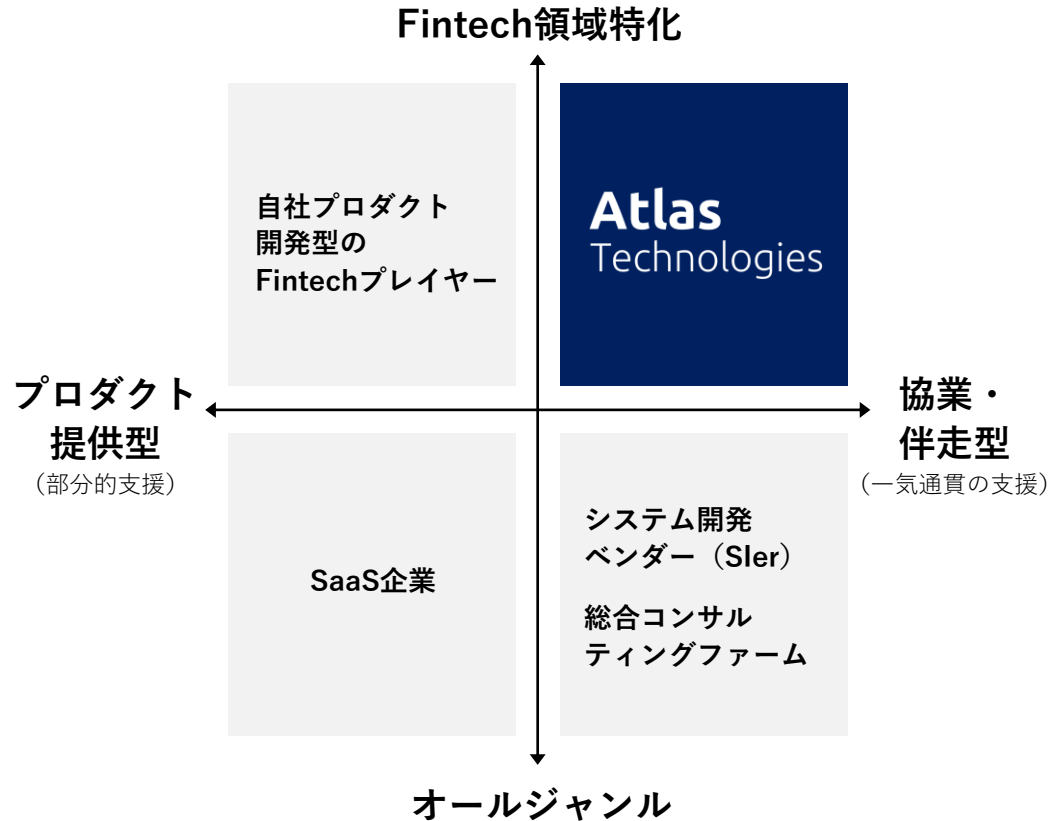 Fintech領域特化
自社プロダクト
開発型の
Fintechプレイヤー
Atlas
Technologies
プロダクト
提供型
（部分的支援）
協業・
伴走型
（一気通貫の支援）
SaaS企業
システム開発
ベンダー（SIer）
総合コンサル
ティングファーム
オールジャンル